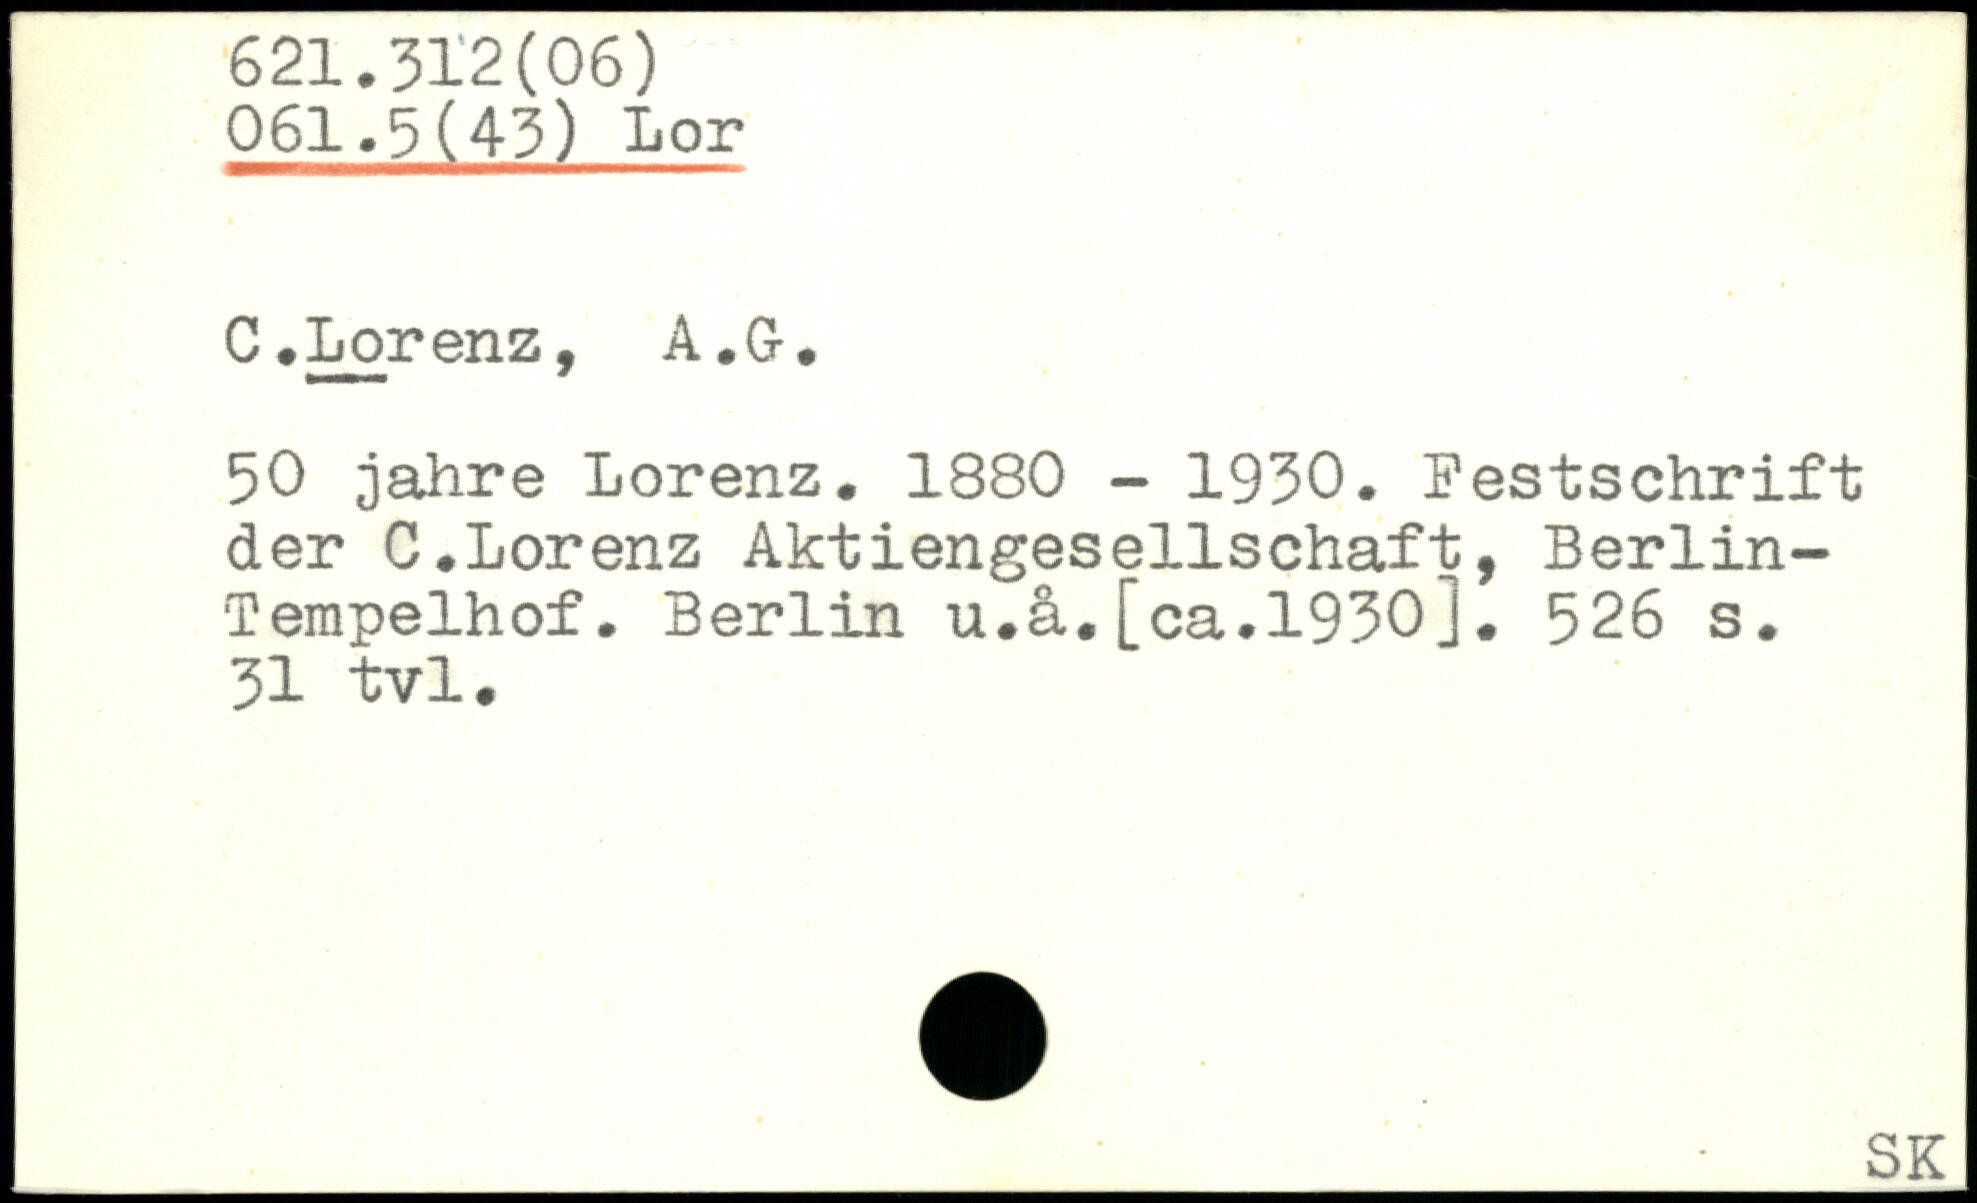 621.312(06)
061.5(43) Lor
C.Lorenz, A.G.
50 jahre Lorenz. 1880 - 1930. Festschrift
der C.Lorenz Aktiengesellschaft, Berlin-
Tempelhof. Berlin u.å.[ca.1930]. 526 s.
31 tvl.
SK